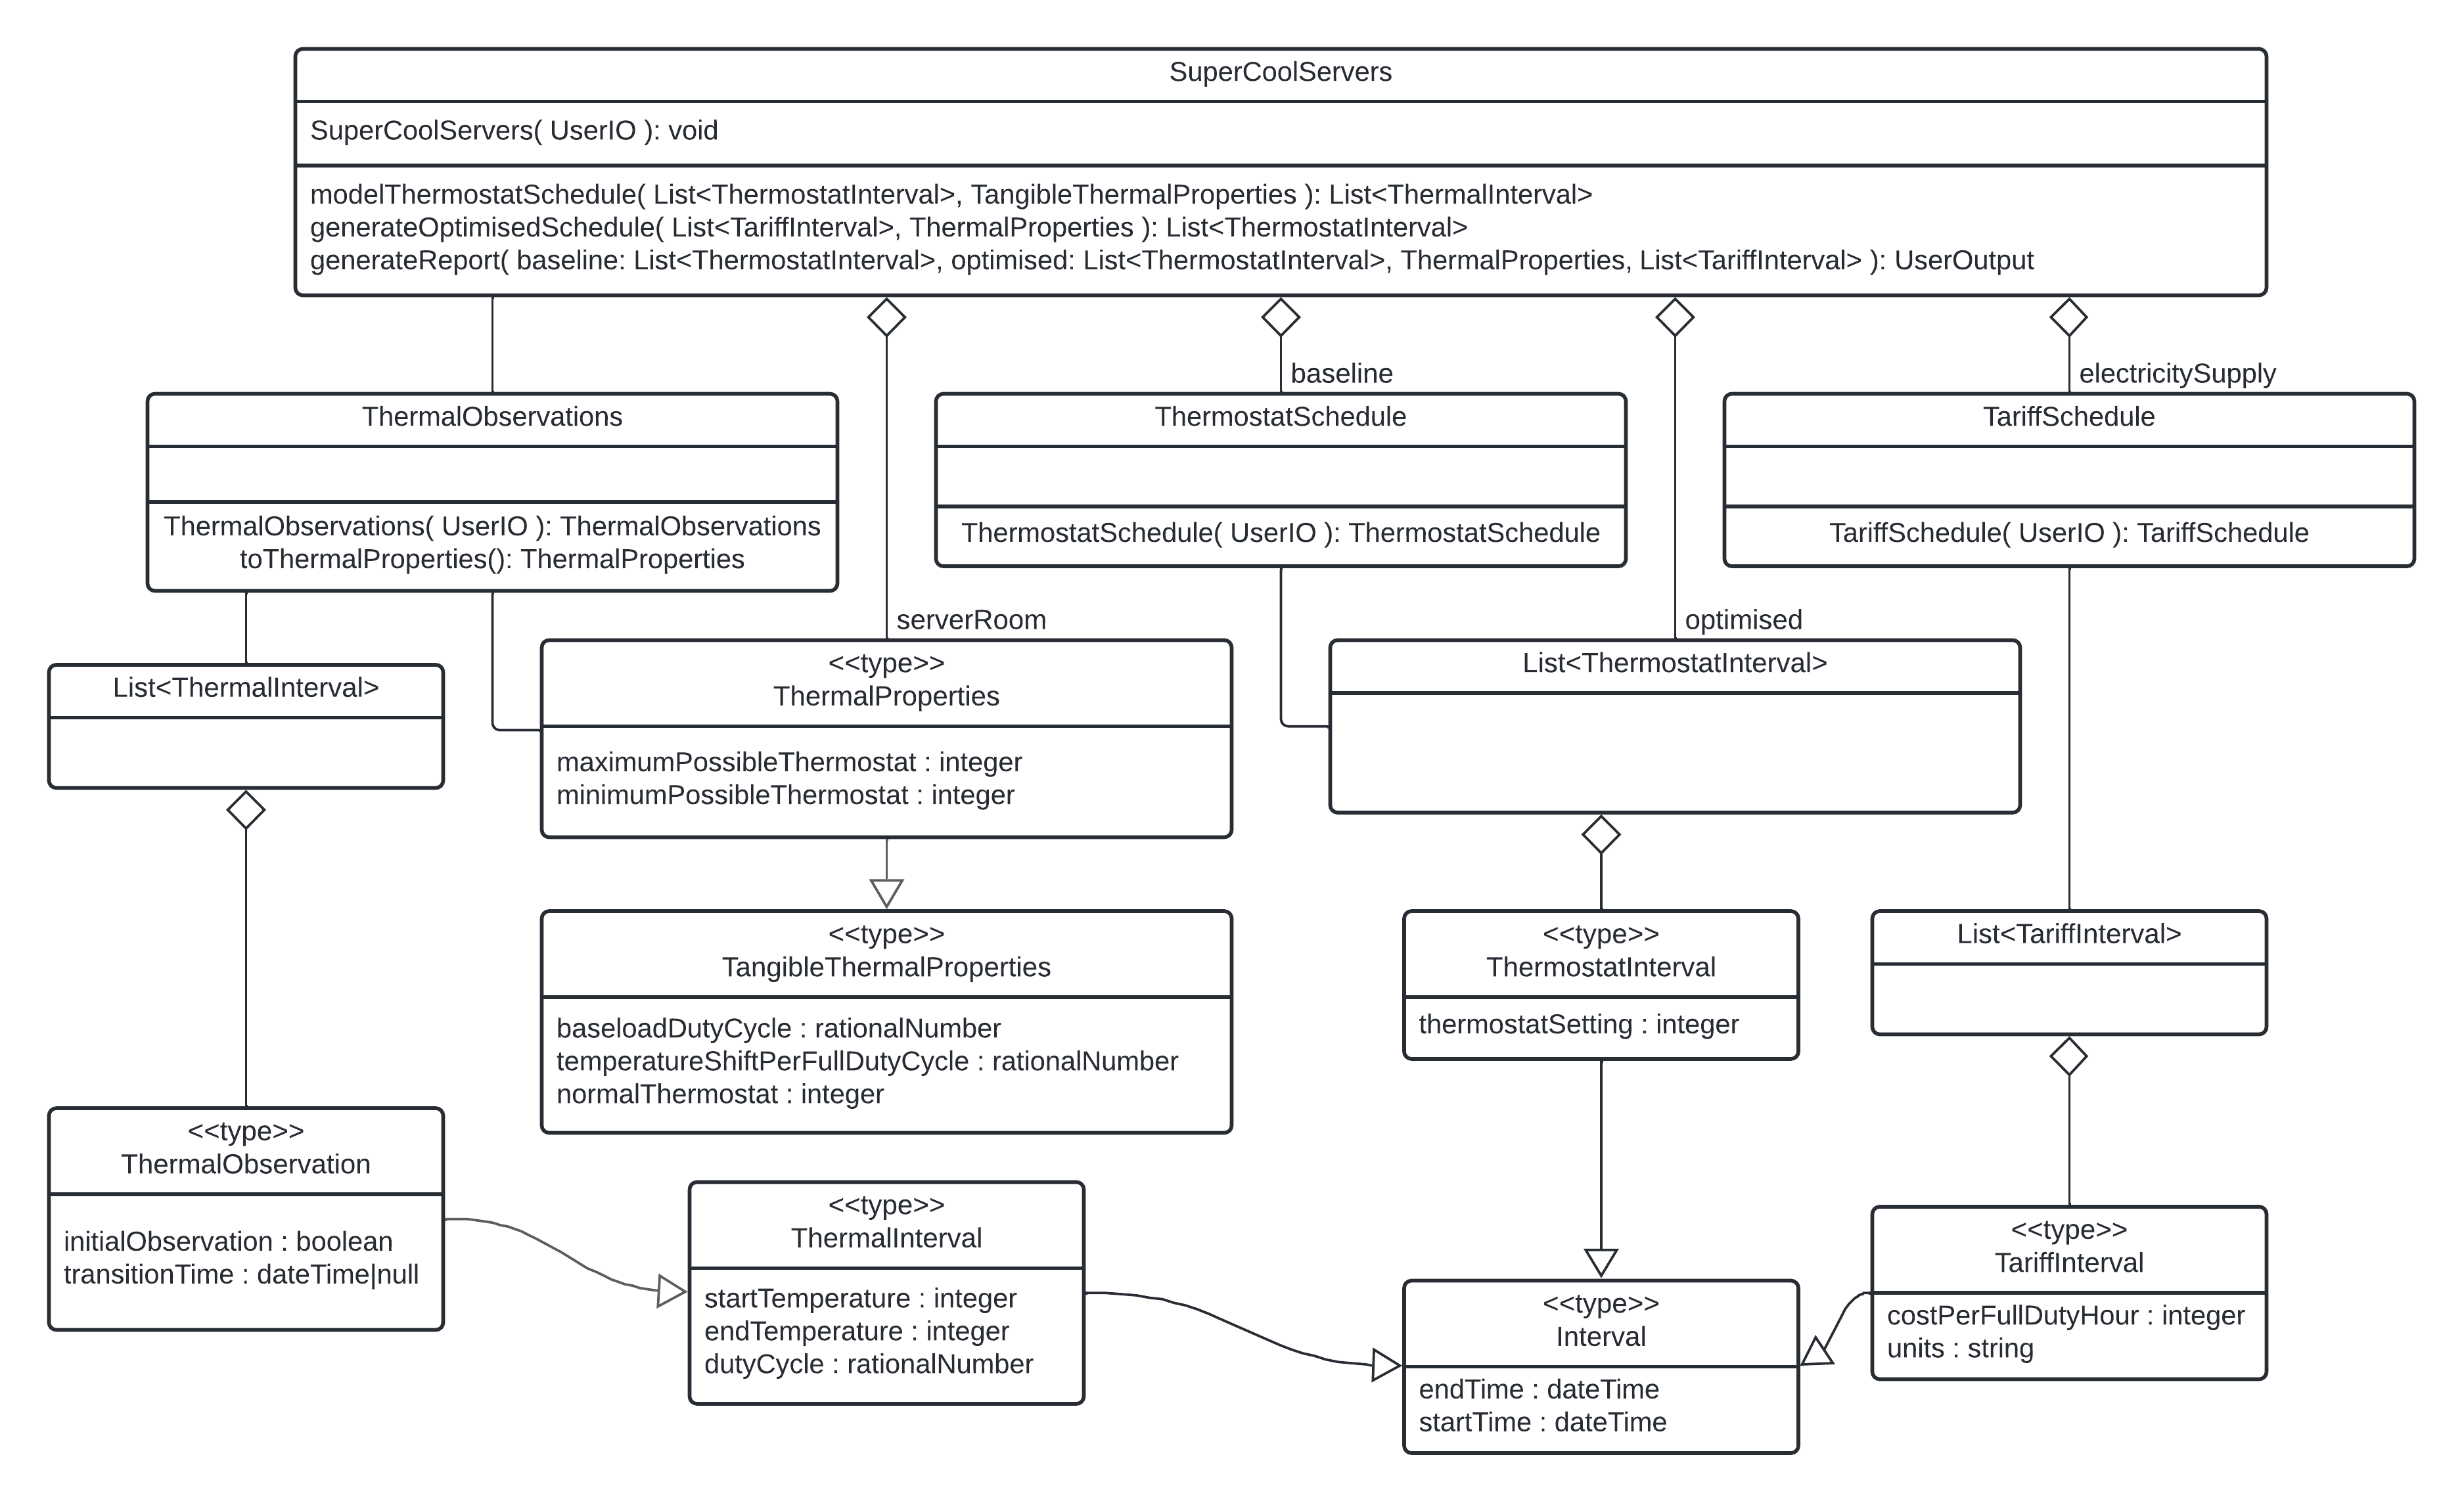 SuperCoolServers
SuperCoolServers( UserIO ): void
modelThermostatSchedule( List<ThermostatInterval>, TangibleThermalProperties ): List<ThermalInterval>
generateOptimisedSchedule( List<TariffInterval>, ThermalProperties ): List<ThermostatInterval>
generateReport( baseline: List<ThermostatInterval>, optimised: List<ThermostatInterval>, ThermalProperties, List<TariffInterval> ): UserOutput
baseline
electricitySupply
ThermalObservations
ThermalObservations( UserIO ): ThermalObservations
toThermalProperties(): ThermalProperties
ThermostatSchedule
ThermostatSchedule( UserIO ): ThermostatSchedule
TariffSchedule
TariffSchedule( UserIO ): TariffSchedule
serverRoom
optimised
List<ThermalInterval>
<<type>>
ThermalProperties
maximumPossibleThermostat : integer
minimumPossibleThermostat : integer
List<ThermostatInterval>
<<type>>
TangibleThermalProperties
baseloadDutyCycle : rationalNumber
temperatureShiftPerFullDutyCycle : rationalNumber
normalThermostat : integer
<<type>>
ThermostatInterval
thermostatSetting : integer
List<TariffInterval>
<<type>>
ThermalObservation
initialObservation : boolean
transitionTime : dateTime|null
<<type>>
ThermalInterval
startTemperature : integer
endTemperature : integer
dutyCycle : rationalNumber
<<type>>
Interval
endTime : dateTime
startTime : dateTime
<<type>>
TariffInterval
costPerFullDutyHour : integer
units : string